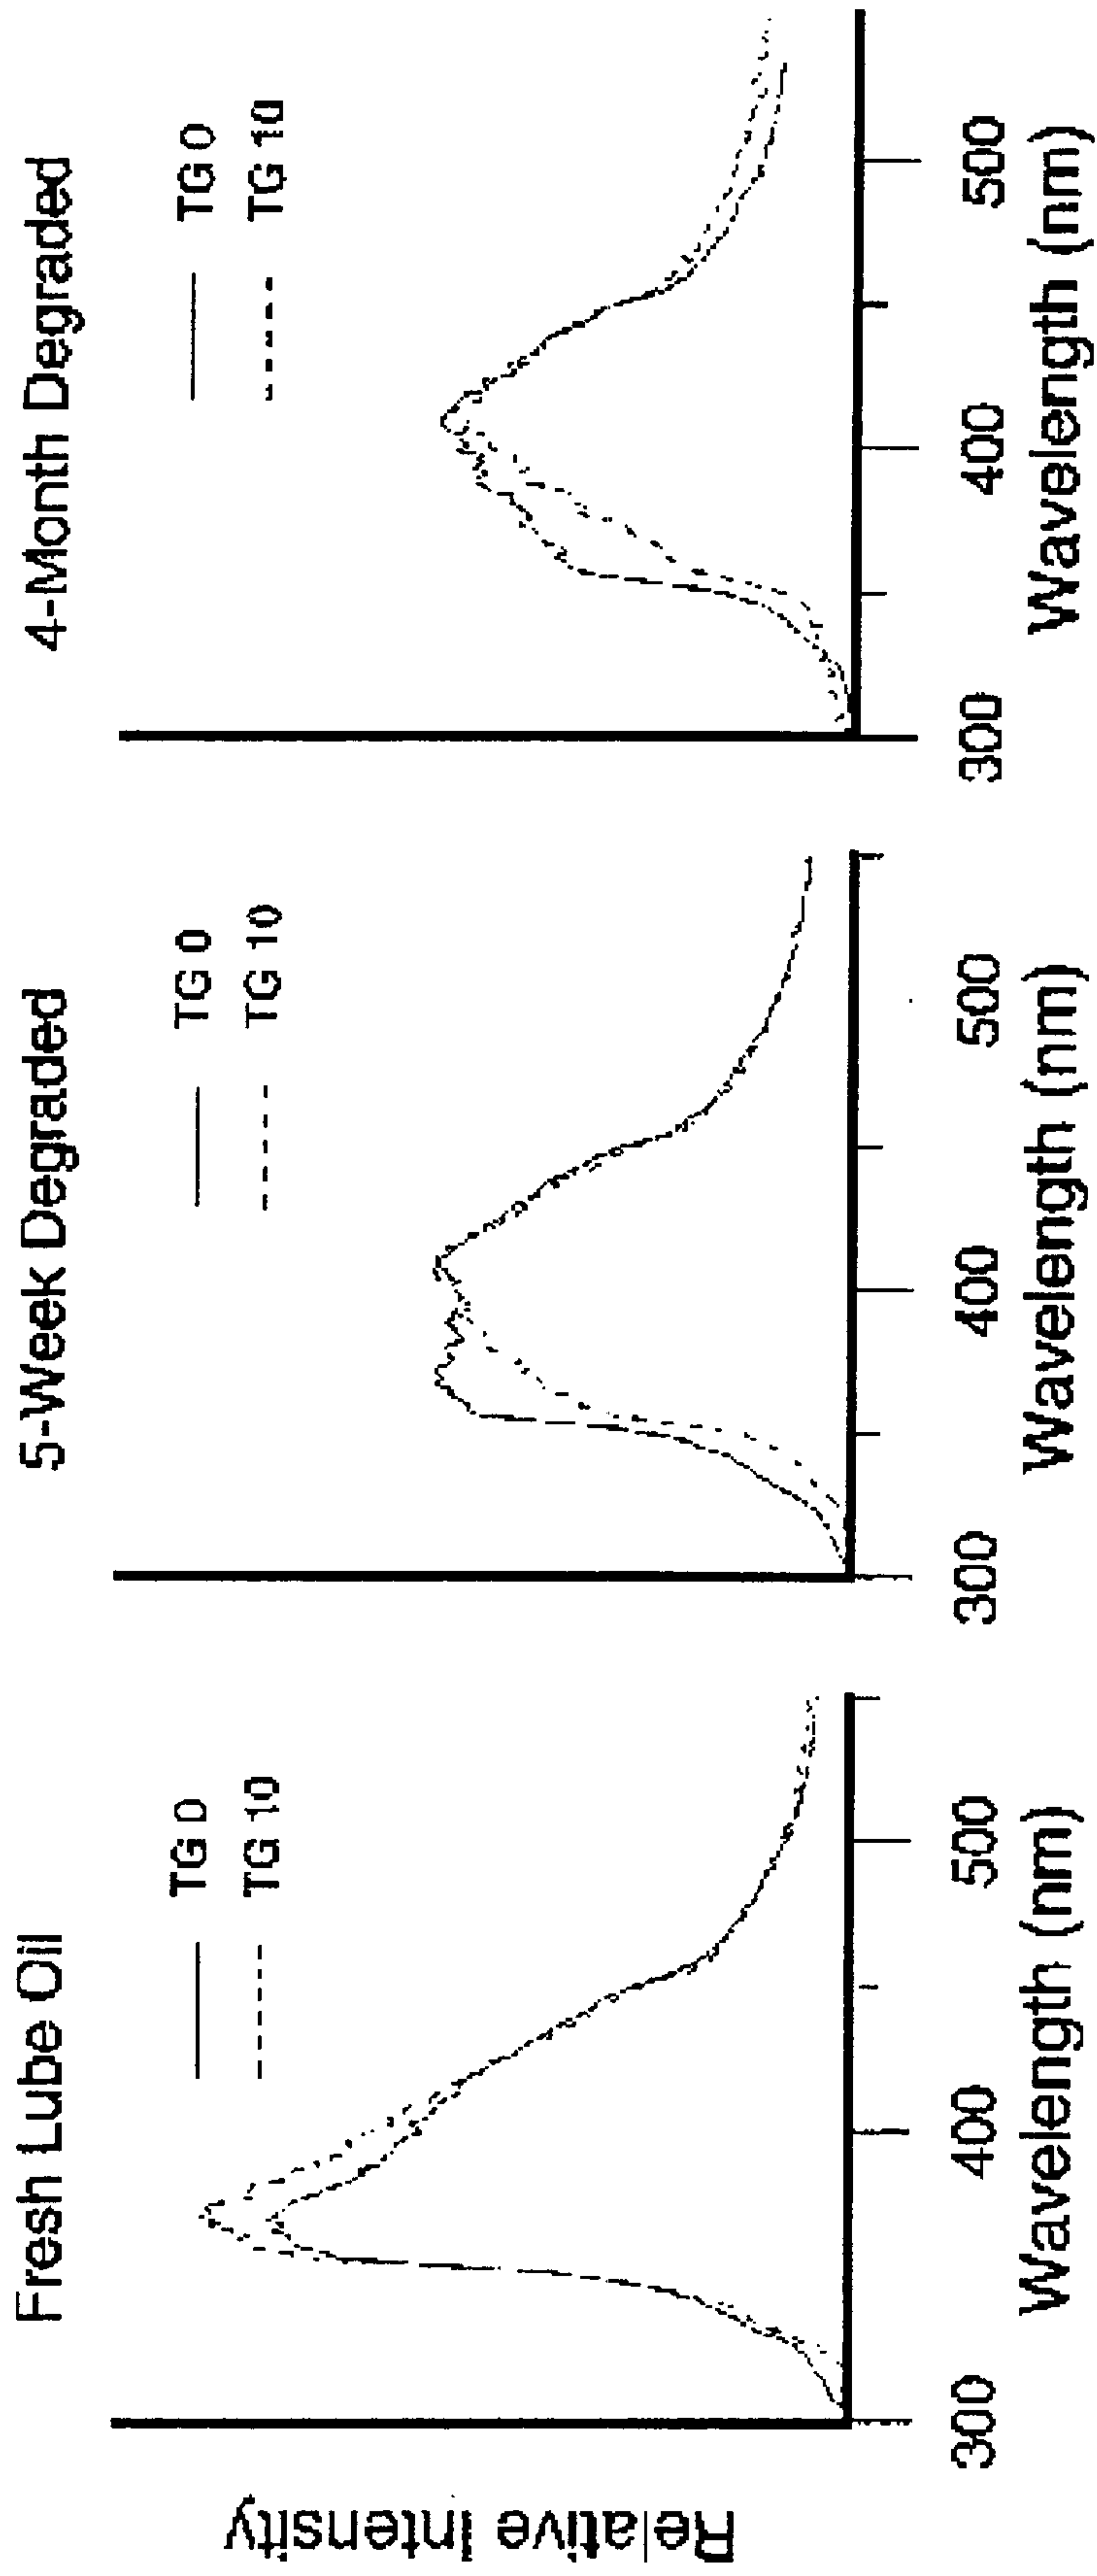 Fresh Lube Oil
TG 0
TG 10
Relative Intensity
300
400
500
Wavelength (nm)
5-Week Degraded
TG 0
TG 10
300
400
500
Wavelength (nm)
4-Month Degraded
TG 0
TG 10
300
400
500
Wavelength (nm)